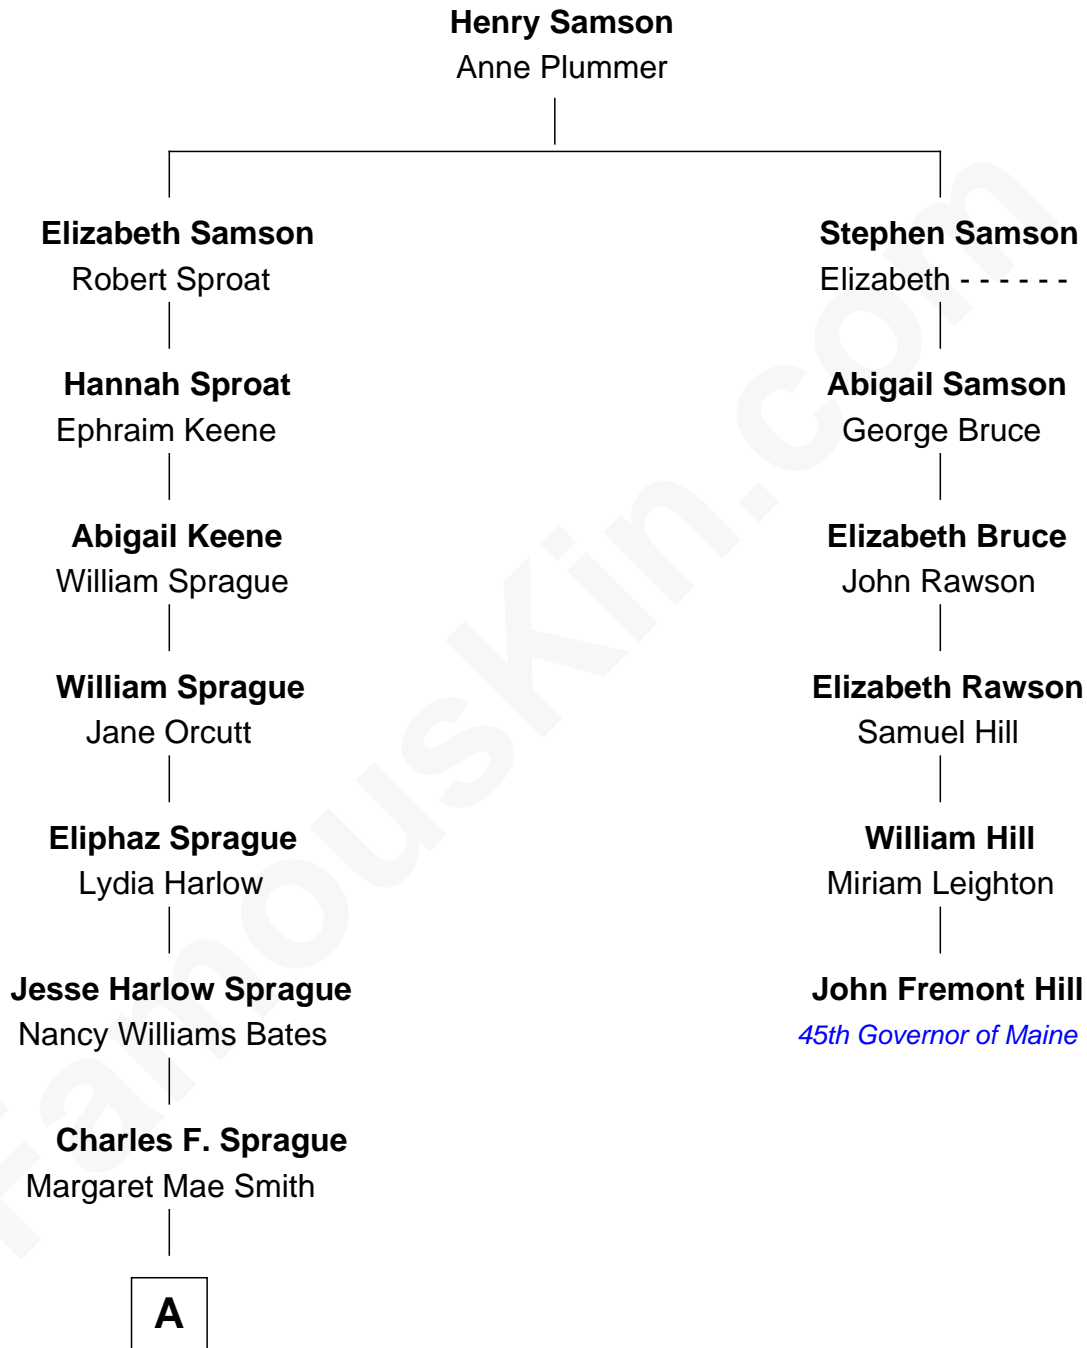 Henry Samson
Anne Plummer
Elizabeth Samson
Robert Sproat
Stephen Samson
Elizabeth - - - - - -
Hannah Sproat
Ephraim Keene
Abigail Samson
George Bruce
Abigail Keene
William Sprague
Elizabeth Bruce
John Rawson
William Sprague
Jane Orcutt
Elizabeth Rawson
Samuel Hill
Eliphaz Sprague
Lydia Harlow
William Hill
Miriam Leighton
Jesse Harlow Sprague
Nancy Williams Bates
John Fremont Hill
45th Governor of Maine
Charles F. Sprague
Margaret Mae Smith
A
FamousKin.com